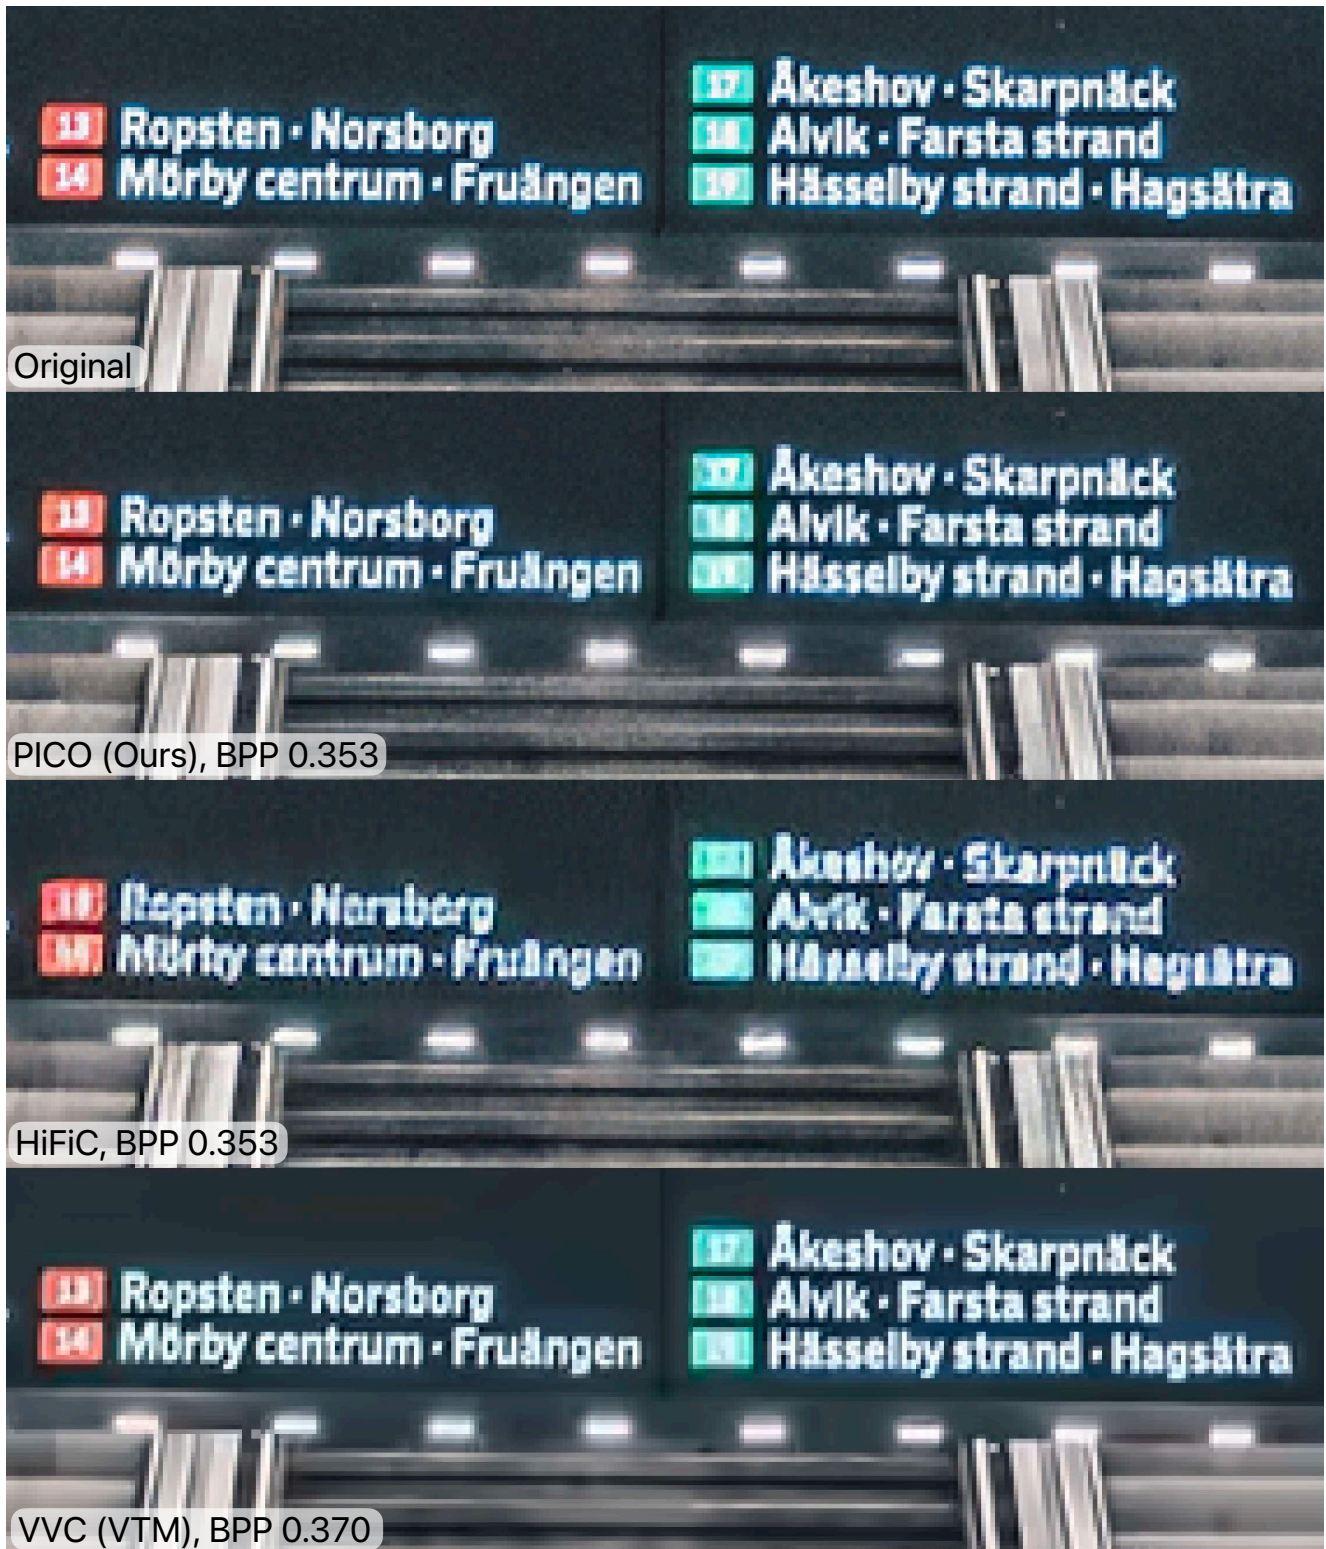 13 Ropsten · Norsborg
14 Mörby centrum · Fruängen
17 Åkeshov · Skarpnäck
18 Alvik · Farsta strand
19 Hässelby strand · Hagsätra
Original
13 Ropsten · Norsborg
14 Mörby centrum · Fruängen
17 Åkeshov · Skarpnäck
18 Alvik · Farsta strand
19 Hässelby strand · Hagsätra
PICO (Ours), BPP 0.353
Ropsten · Norsborg
Mörby centrum · Fruängen
Åkeshov · Skarpnäck
Alvik · Farsta strand
Hässelby strand · Hagsätra
HiFiC, BPP 0.353
13 Ropsten · Norsborg
14 Mörby centrum · Fruängen
17 Åkeshov · Skarpnäck
18 Alvik · Farsta strand
Hässelby strand · Hagsätra
VVC (VTM), BPP 0.370